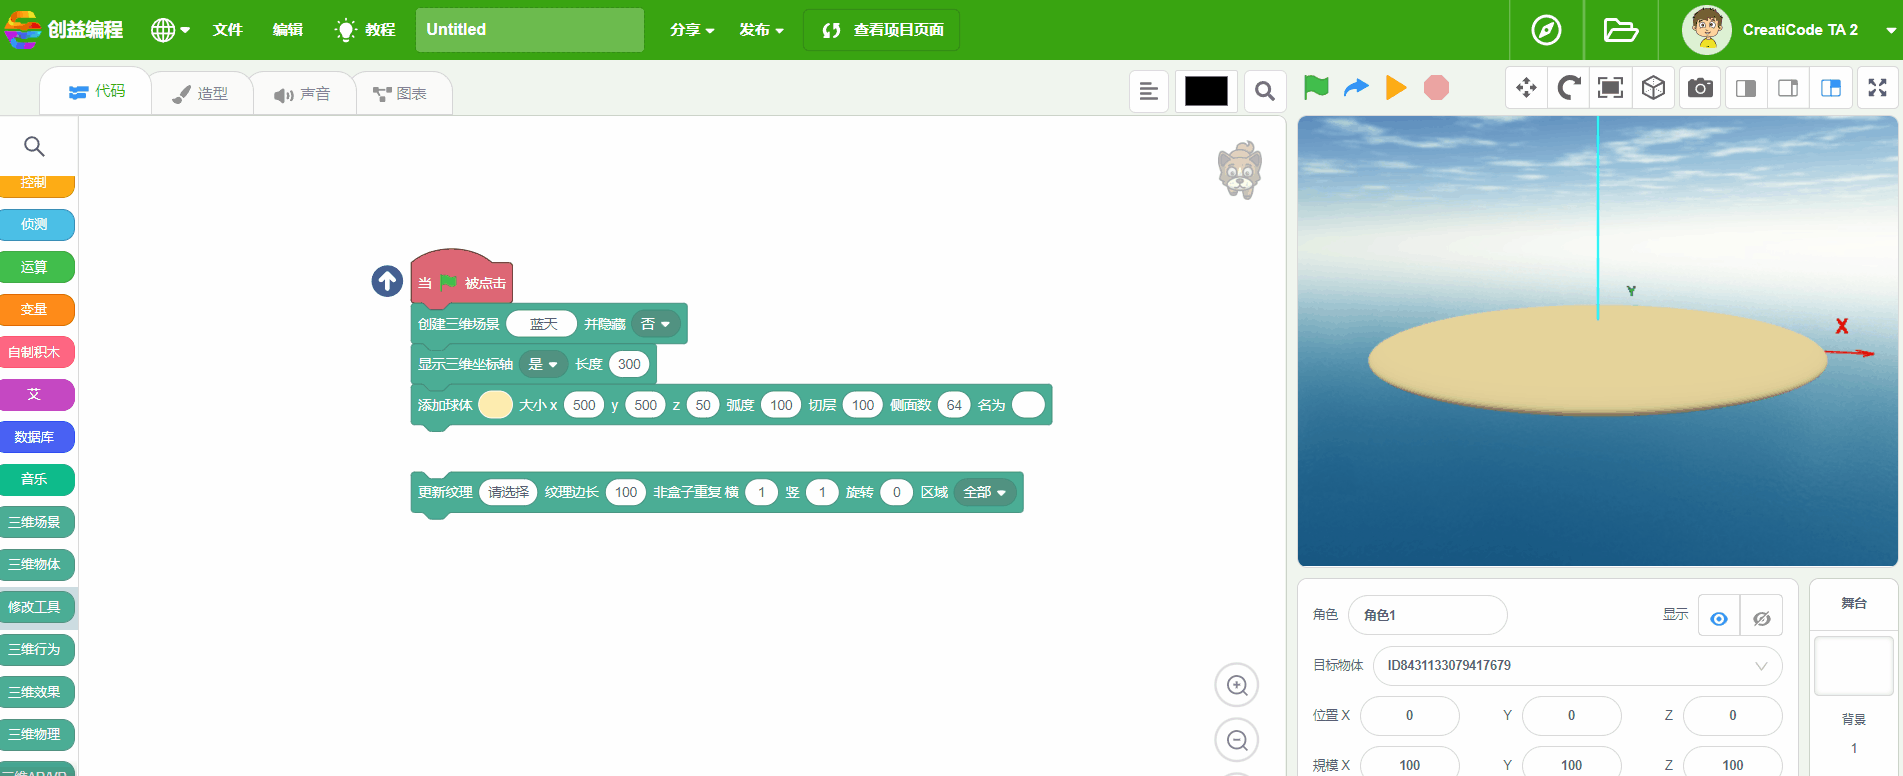 创益编程
文件
编辑
教程
Untitled
分享
发布
查看项目页面
CreatiCode TA 2
代码
造型
声音
图表
控制
侦测
运算
变量
自制积木
艾
数据库
音乐
三维场景
三维物体
修改工具
三维行为
三维效果
三维物理
三维AR/VR
当 被点击
创建三维场景 蓝天 并隐藏 否
显示三维坐标轴 是 长度 300
添加球体 大小 x 500 y 500 z 50 弧度 100 切层 100 侧面数 64 名为
更新纹理 请选择 纹理边长 100 非盒子重复 横 1 竖 1 旋转 0 区域 全部
Y
X
角色 角色1 显示
目标物体 ID8431133079417679
位置 X 0 Y 0 Z 0
规模 X 100 Y 100 Z 100
舞台
背景
1